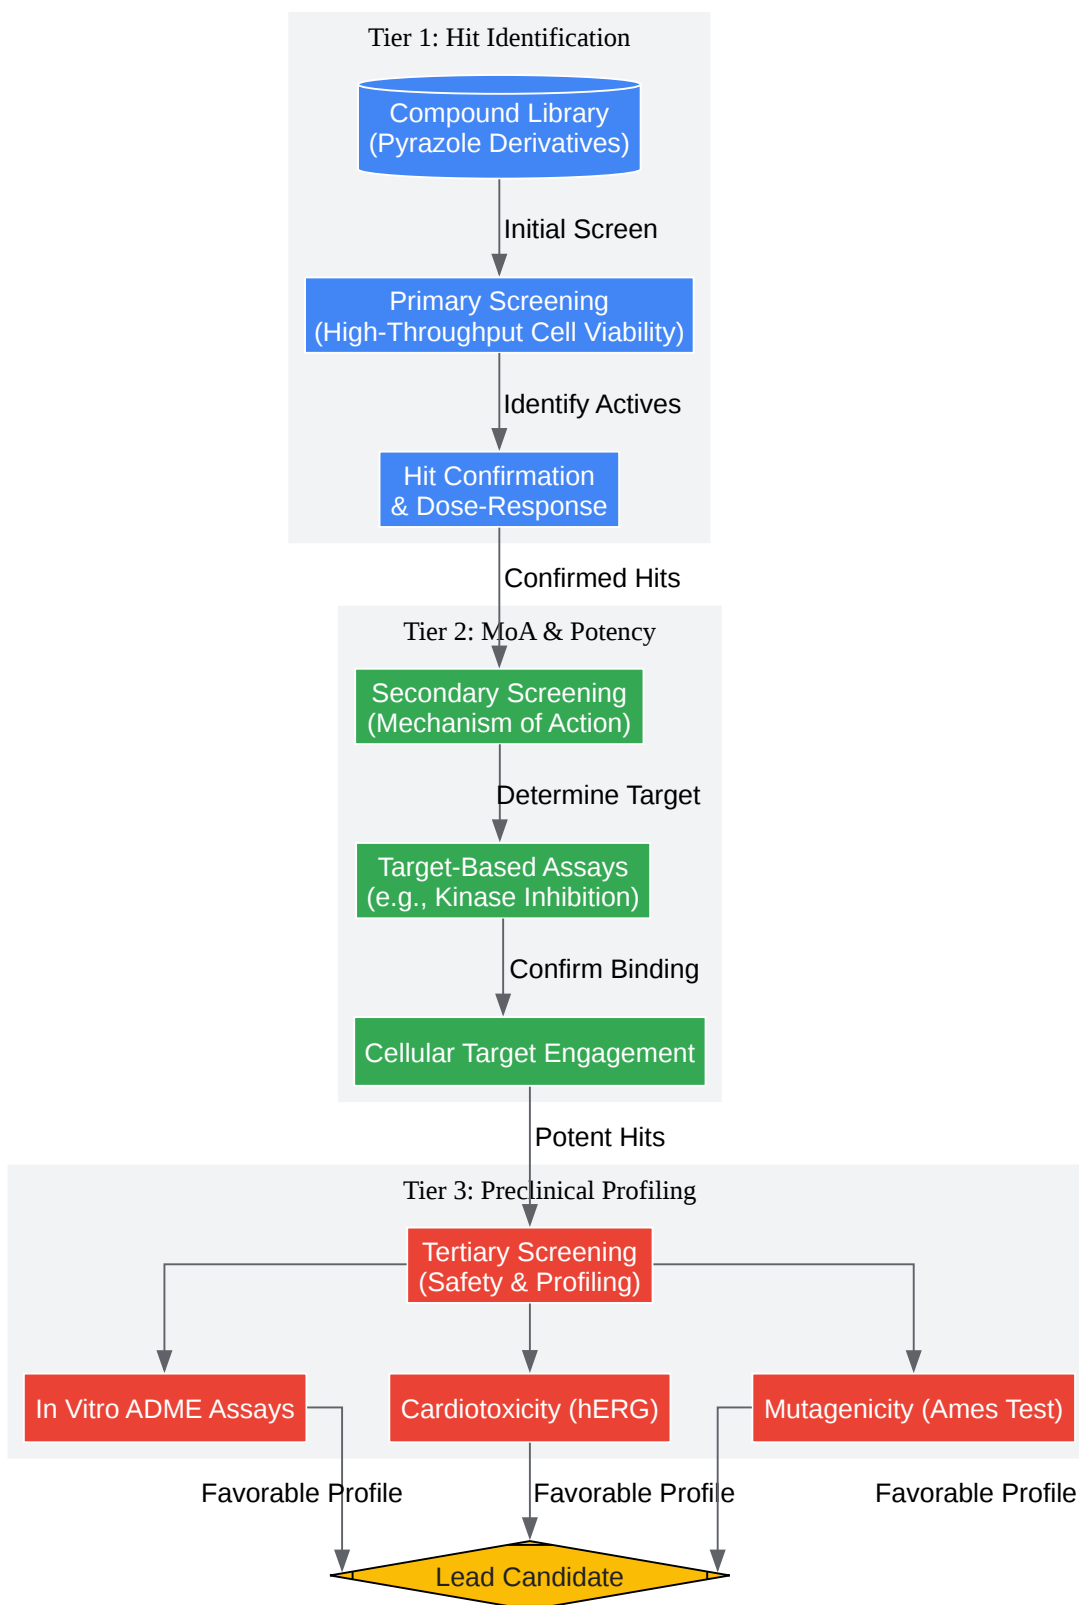 Tier 1: Hit Identification
Compound Library
(Pyrazole Derivatives)
Initial Screen
Primary Screening
(High-Throughput Cell Viability)
Identify Actives
Hit Confirmation
& Dose-Response
Confirmed Hits
Tier 2: MoA & Potency
Secondary Screening
(Mechanism of Action)
Determine Target
Target-Based Assays
(e.g., Kinase Inhibition)
Confirm Binding
Cellular Target Engagement
Potent Hits
Tier 3: Preclinical Profiling
Tertiary Screening
(Safety & Profiling)
In Vitro ADME Assays
Cardiotoxicity (hERG)
Mutagenicity (Ames Test)
Favorable Profile
Favorable Profile
Favorable Profile
Lead Candidate